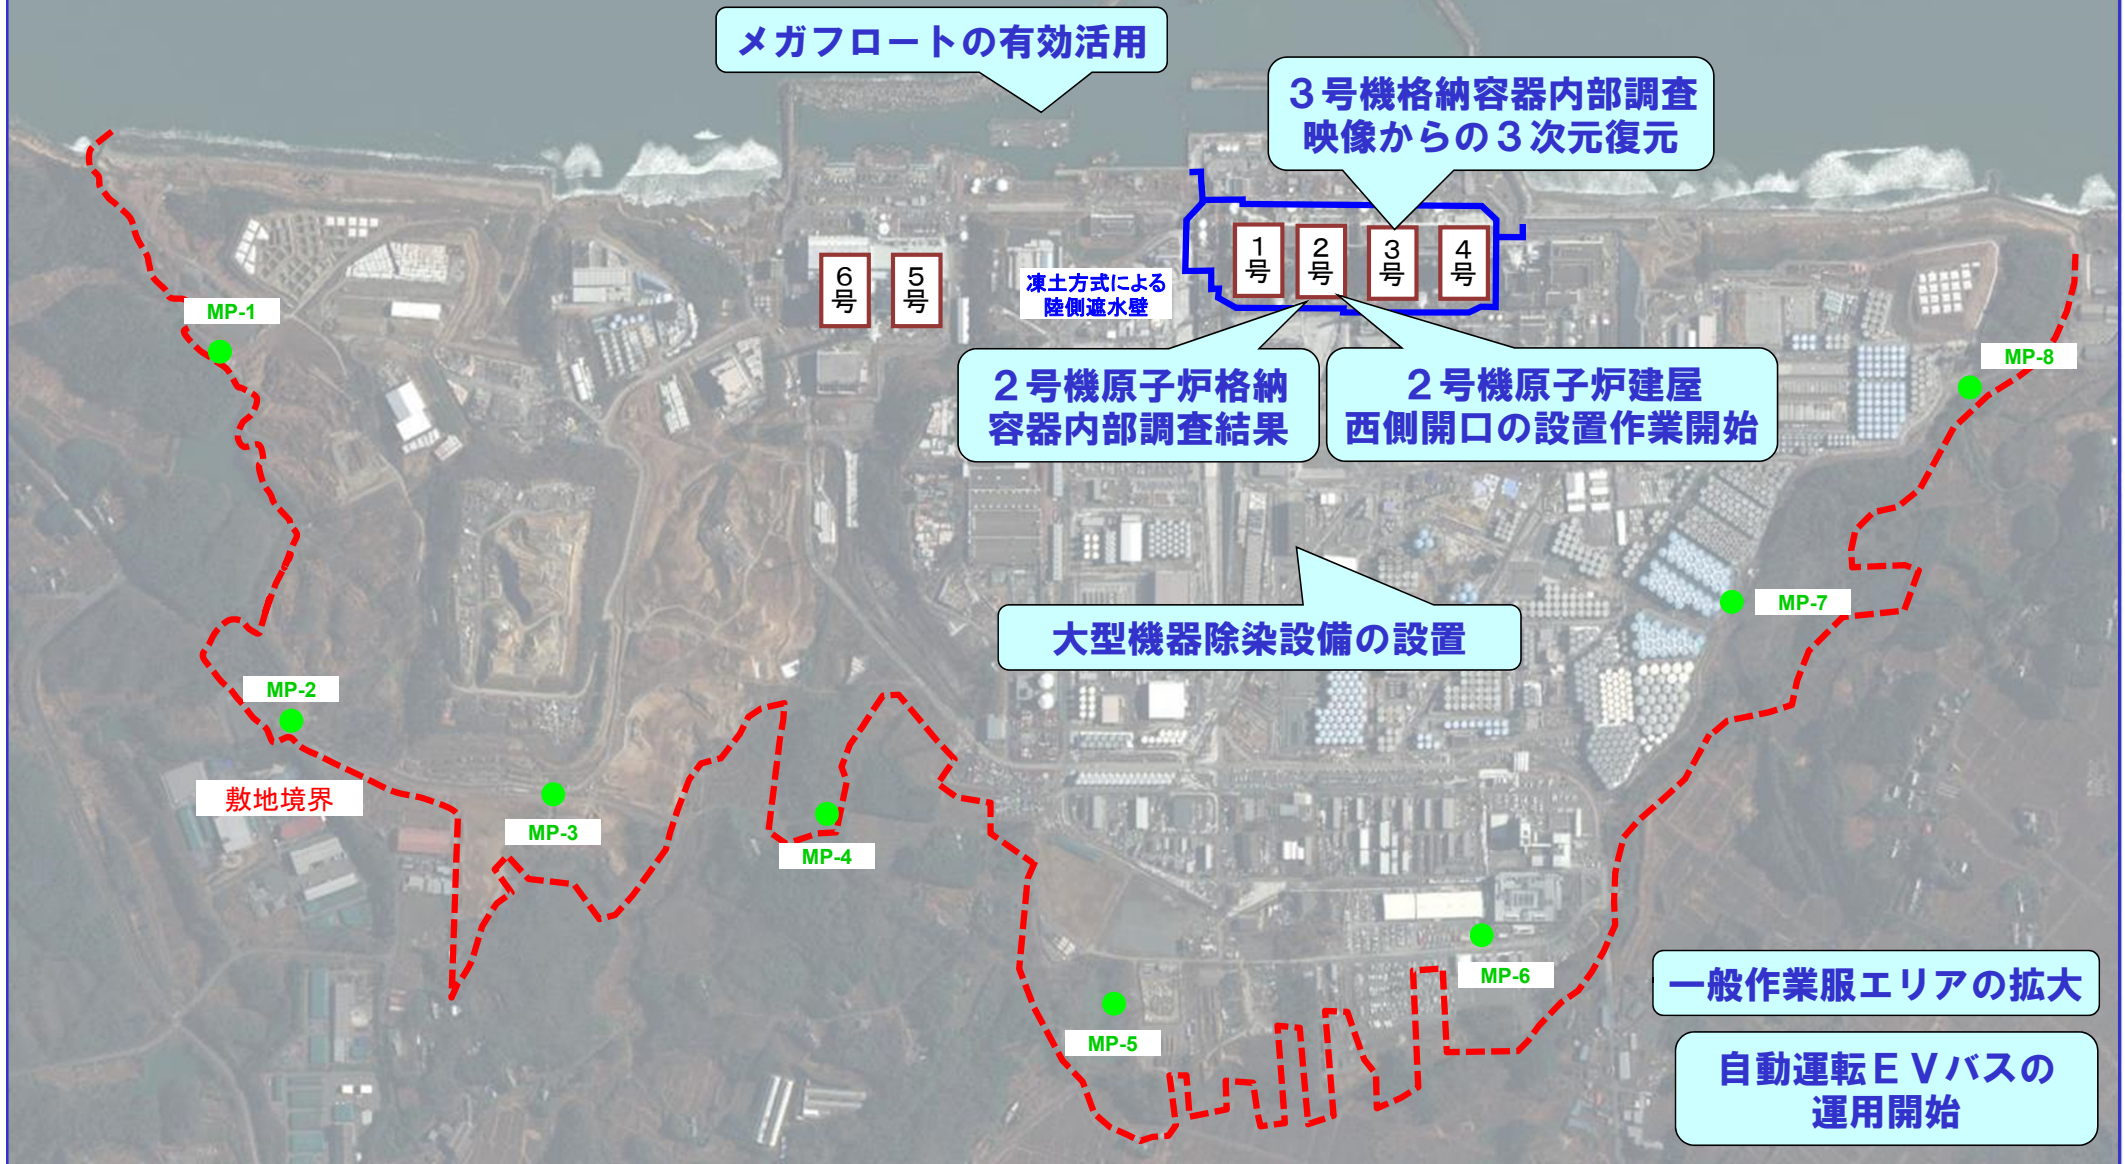 メガフロートの有効活用
３号機格納容器内部調査
映像からの３次元復元
1号
2号
3号
4号
6号
5号
凍土方式による
陸側遮水壁
MP-1
MP-8
２号機原子炉格納
容器内部調査結果
２号機原子炉建屋
西側開口の設置作業開始
MP-7
大型機器除染設備の設置
MP-2
敷地境界
MP-3
MP-4
MP-6
一般作業服エリアの拡大
MP-5
自動運転ＥＶバスの
運用開始